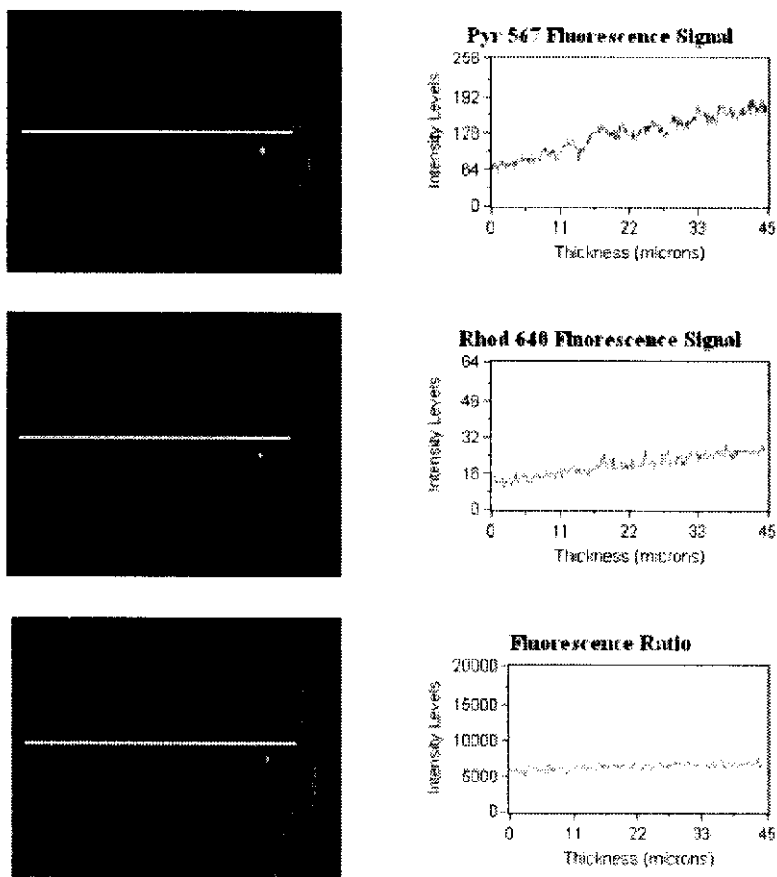 Pyr 567 Fluorescence Signal
Intensity Levels
256
192
128
64
0
0 11 22 33 45
Thickness (microns)
Rhod 640 Fluorescence Signal
Intensity Levels
64
48
32
16
0
0 11 22 33 45
Thickness (microns)
Fluorescence Ratio
Intensity Levels
20000
15000
10000
5000
0
0 11 22 33 45
Thickness (microns)